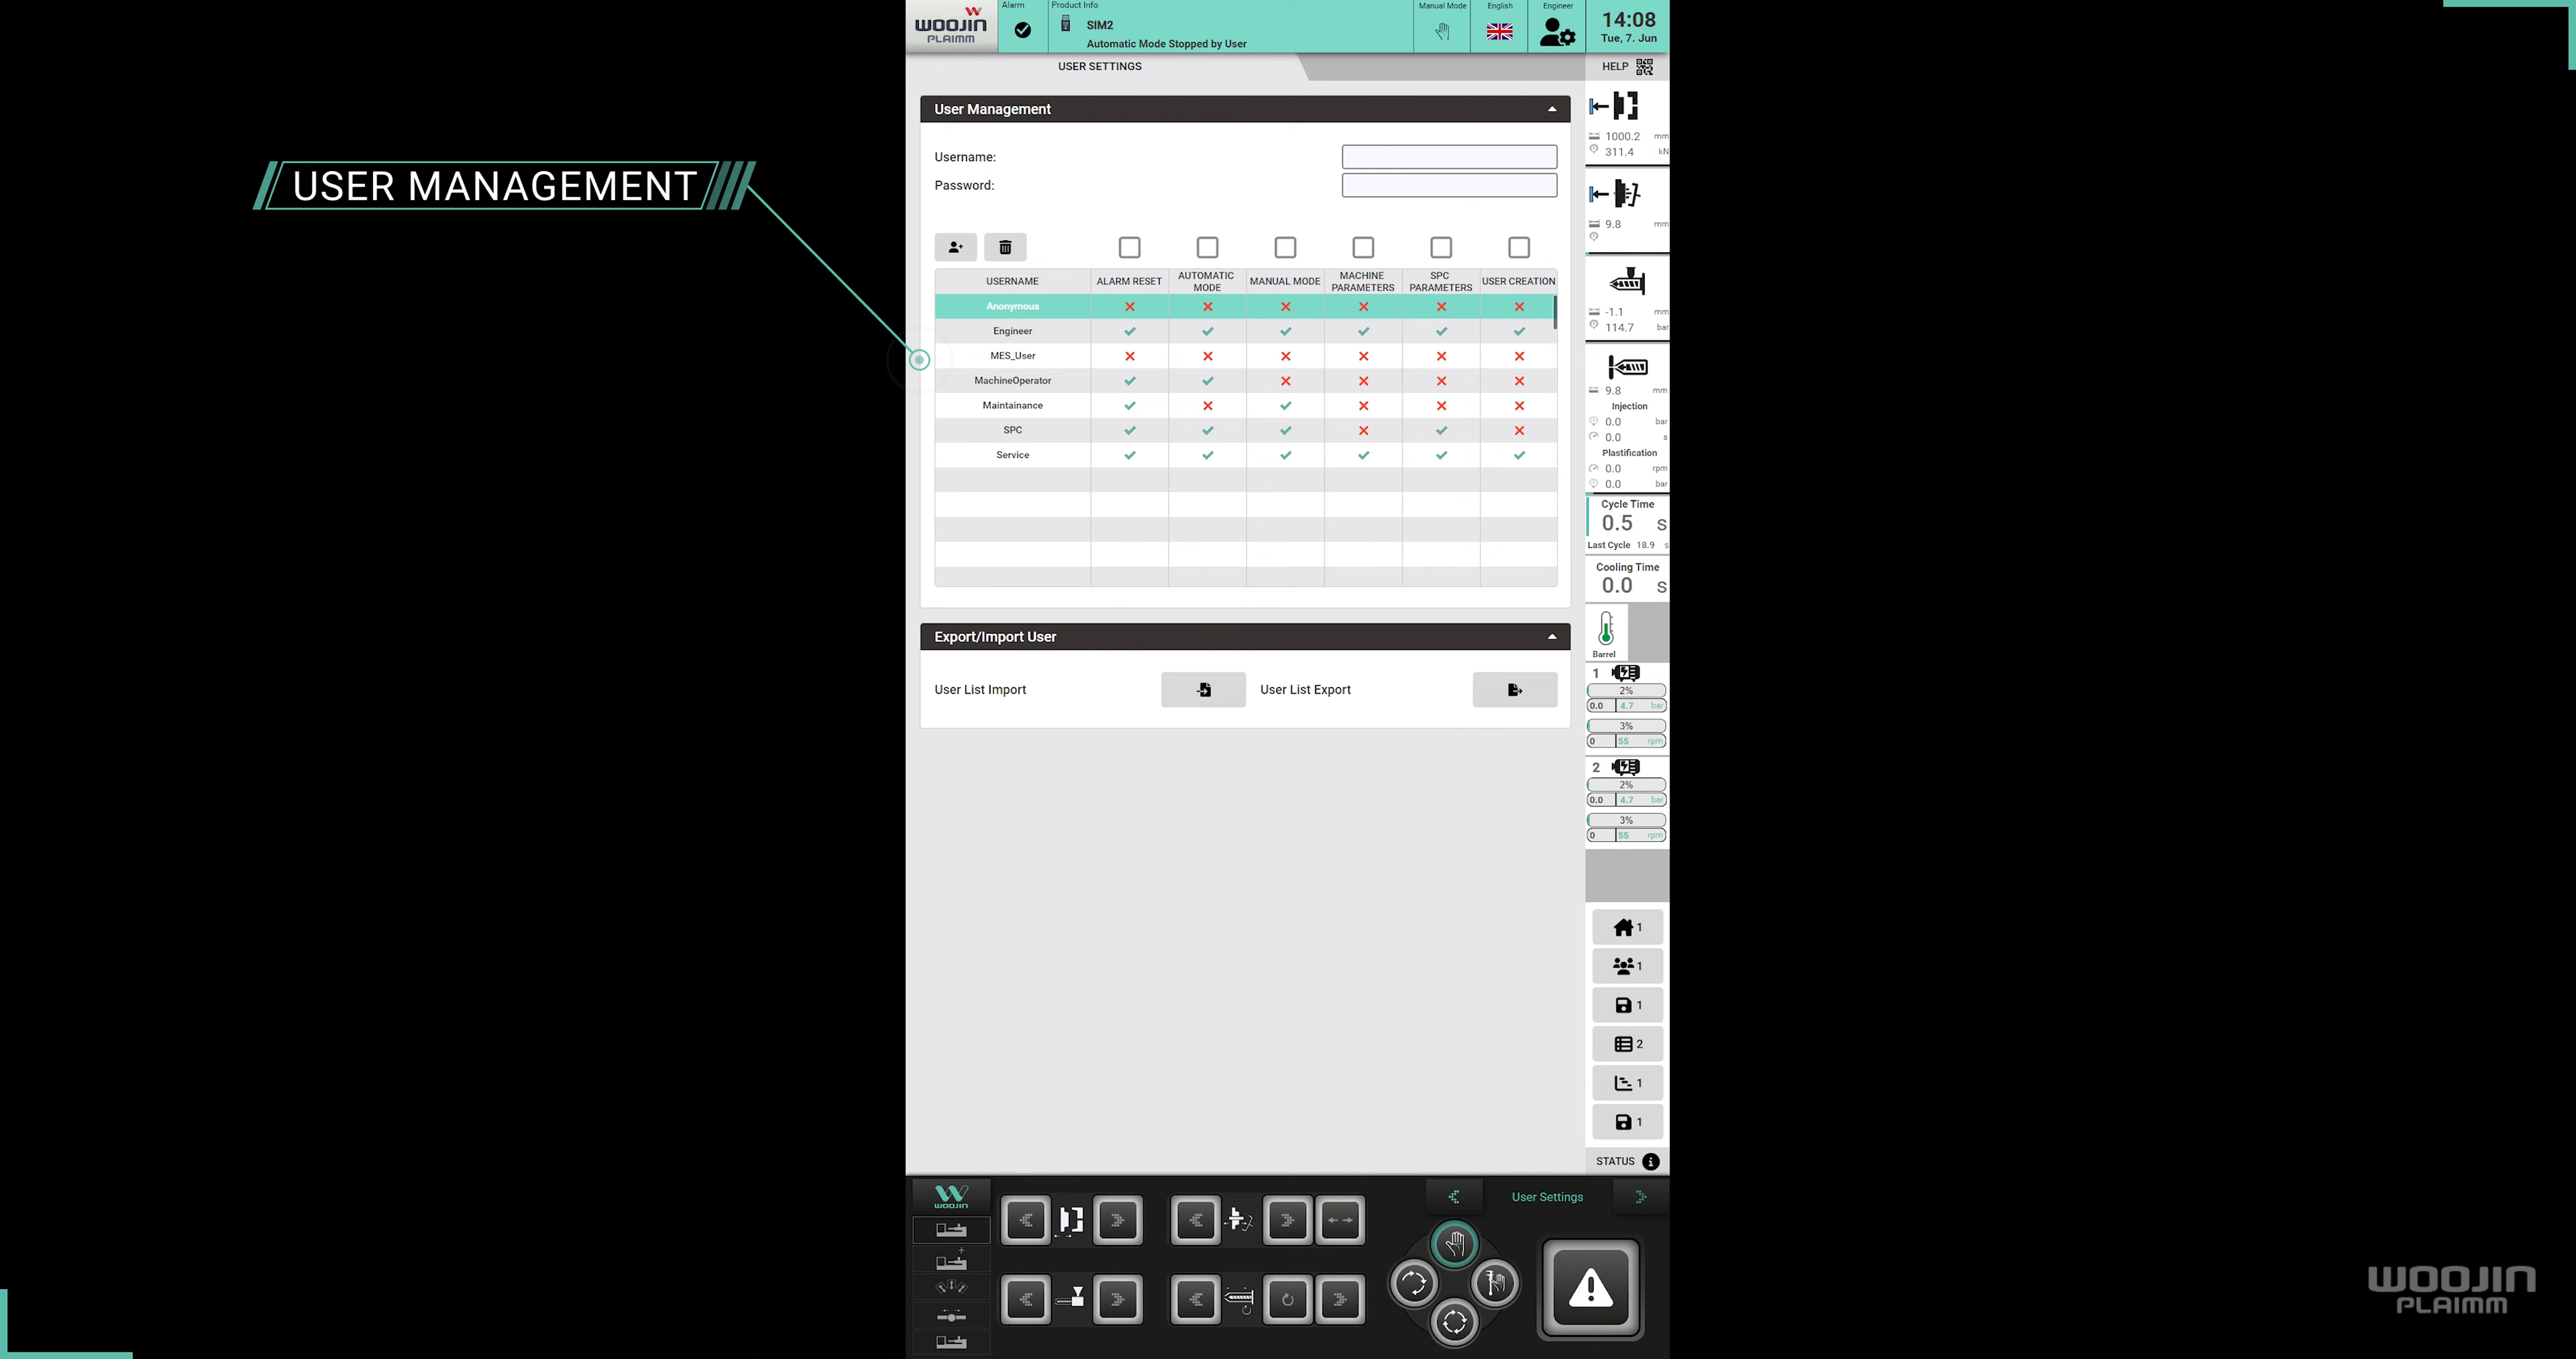 USER MANAGEMENT
WOOJIN
PLAIMM
Alarm
Product Info
SIM2
Automatic Mode Stopped by User
Manual Mode
English
Engineer
14:08
Tue, 7. Jun
USER SETTINGS
HELP
User Management
Username:
Password:
USERNAME ALARM RESET AUTOMATIC MODE MANUAL MODE MACHINE PARAMETERS SPC PARAMETERS USER CREATION
Anonymous
Engineer
MES_User
MachineOperator
Maintainance
SPC
Service
Export/Import User
User List Import
User List Export
1000.2 mm
311.4 kN
9.8 mm
-1.1 mm
114.7 bar
9.8 mm
Injection
0.0 bar
0.0 s
Plastification
0.0 rpm
0.0 bar
Cycle Time
0.5 s
Last Cycle 18.9 s
Cooling Time
0.0 s
Barrel
1
2%
0.0 4.7 bar
3%
0 55 rpm
2
2%
0.0 4.7 bar
3%
0 55 rpm
1
1
1
2
1
1
STATUS
WOOJIN
User Settings
WOOJIN
PLAIMM